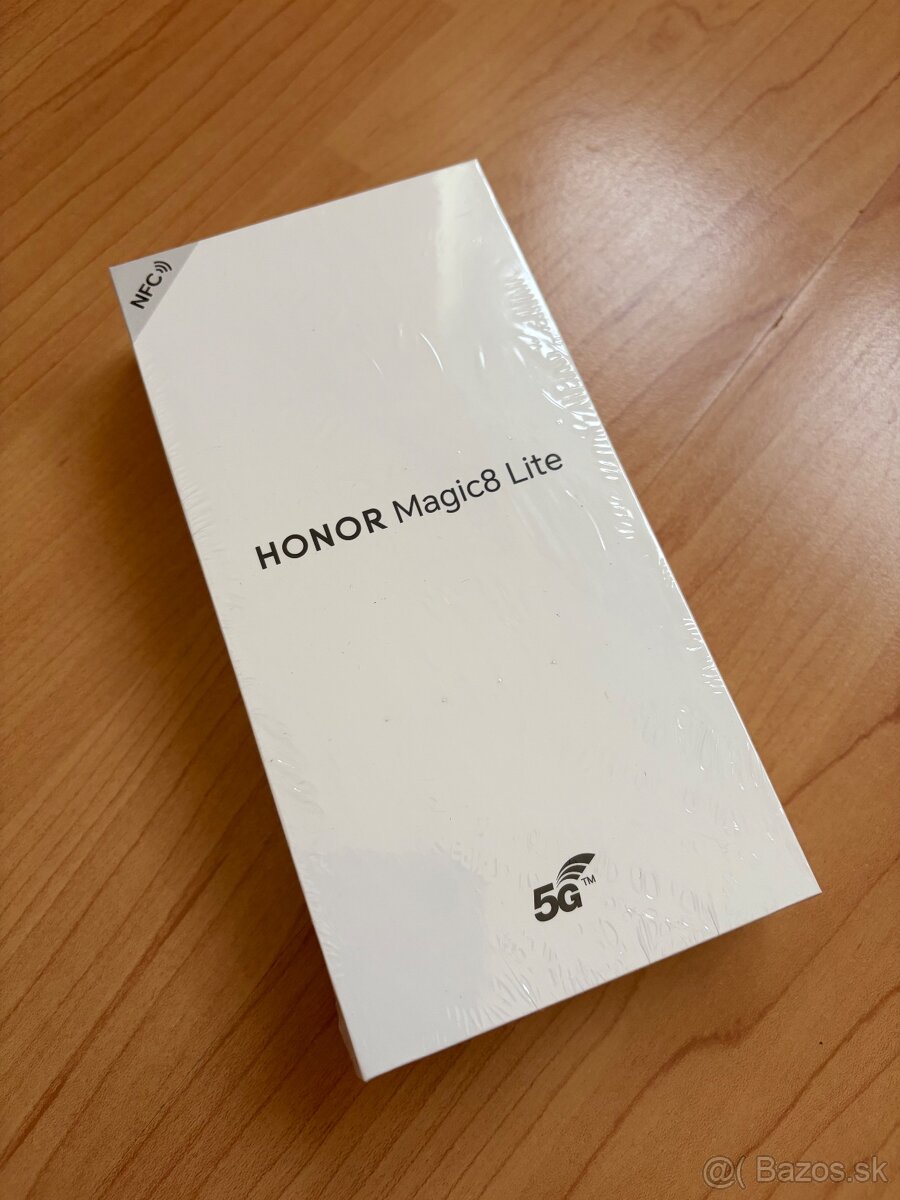 NFC
HONOR Magic8 Lite
5G™
@( Bazos.sk